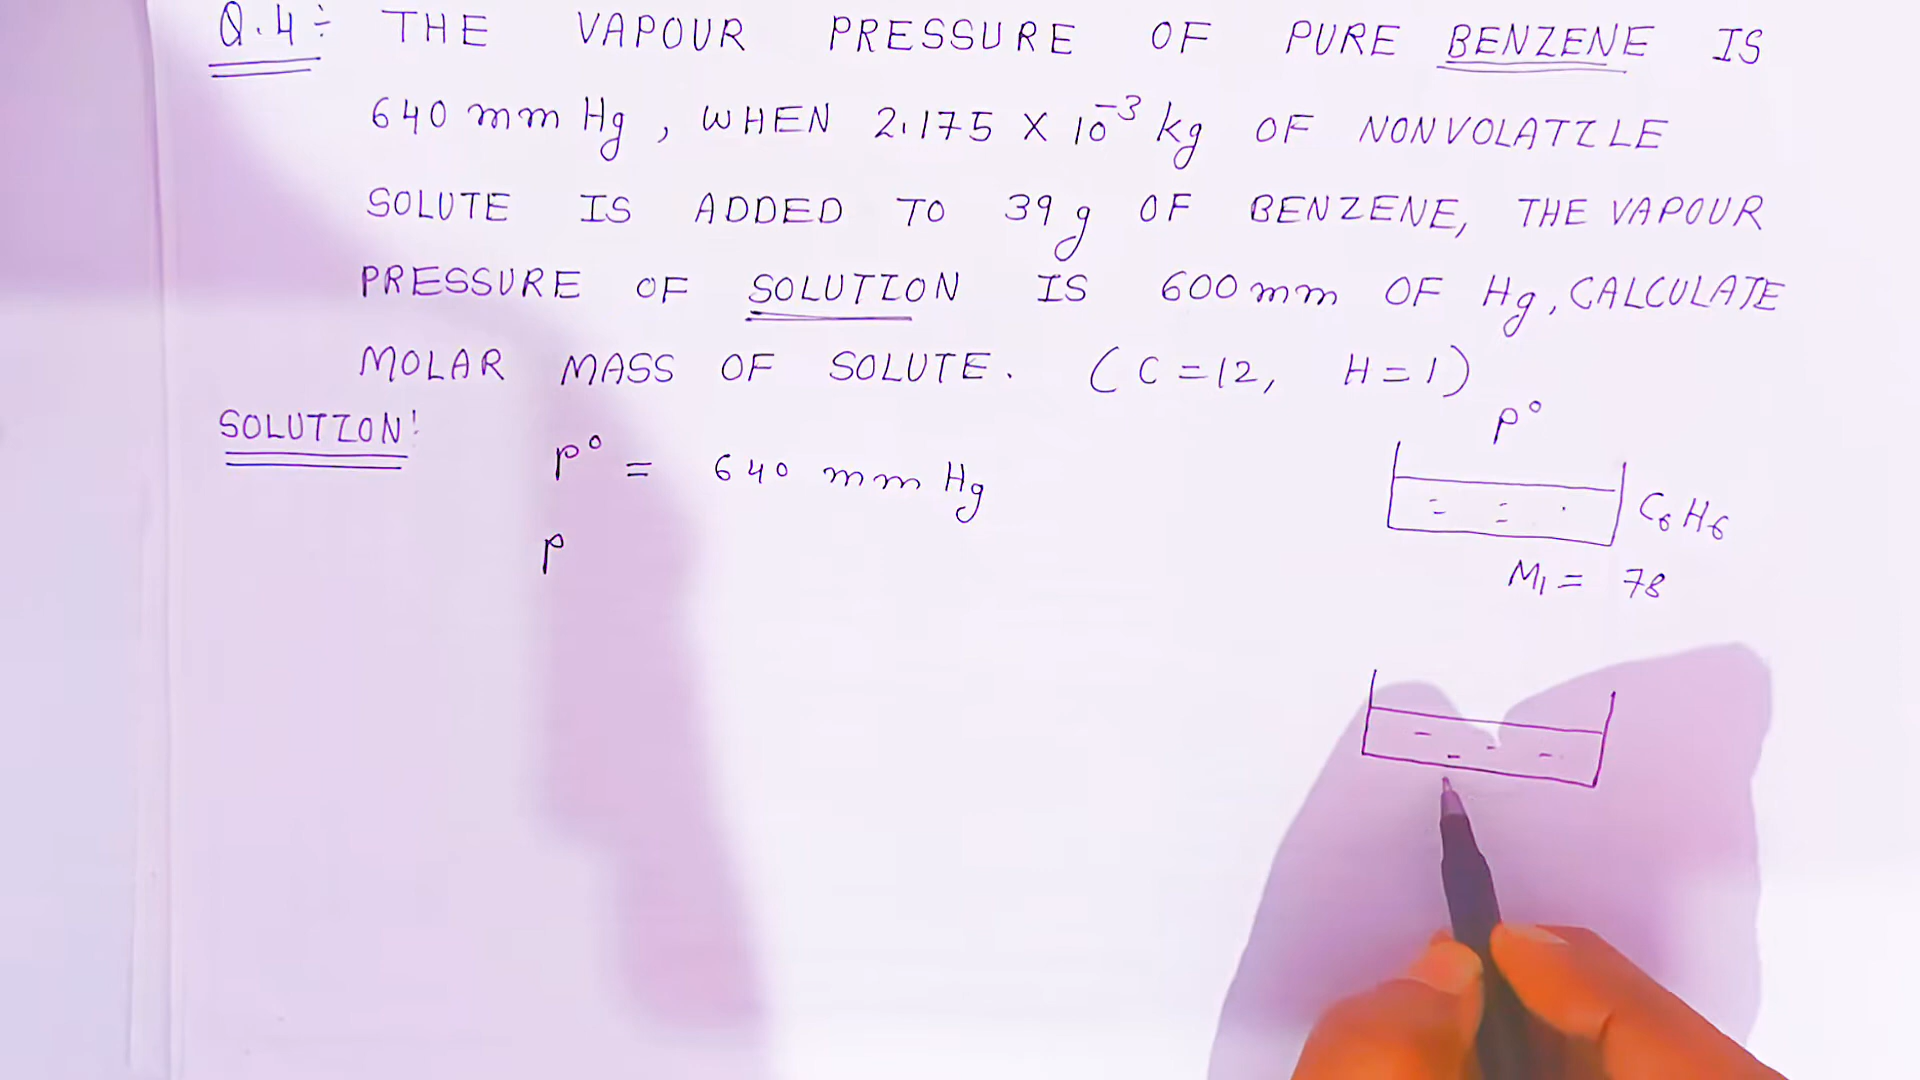 Q.4÷ THE VAPOUR PRESSURE OF PURE BENZENE IS
640 mm Hg, WHEN 2.175 × 10⁻³ kg OF NONVOLATILE
SOLUTE IS ADDED TO 39 g OF BENZENE, THE VAPOUR
PRESSURE OF SOLUTION IS 600 mm OF Hg, CALCULATE
MOLAR MASS OF SOLUTE. (C = 12, H = 1)
SOLUTION!
P° = 640 mm Hg
P
P°
C₆H₆
M₁ = 78